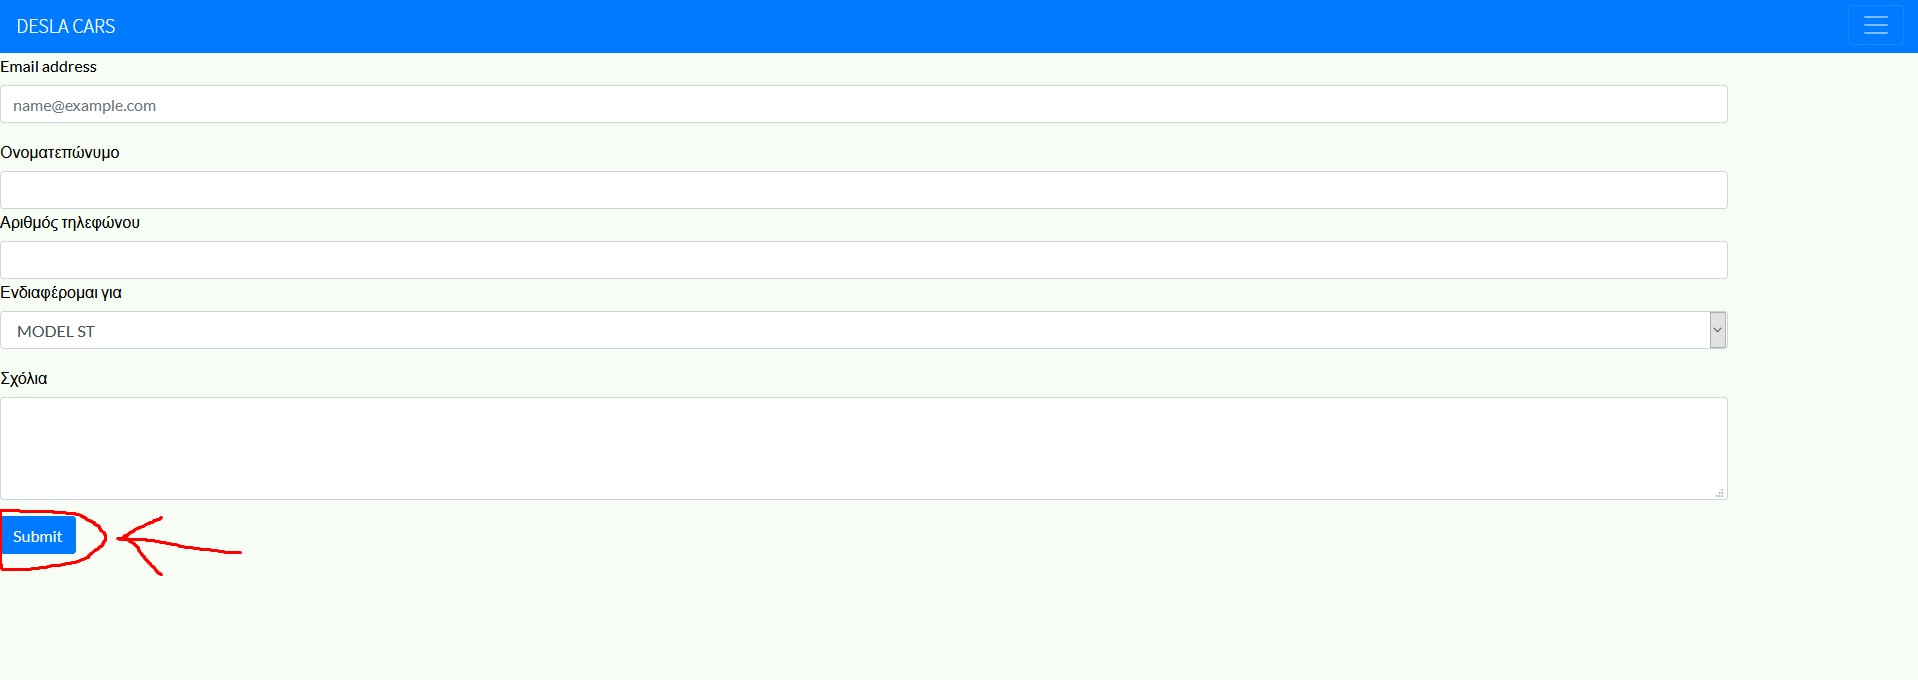 DESLA CARS
Email address
name@example.com
Ονοματεπώνυμο
Αριθμός τηλεφώνου
Ενδιαφέρομαι για
MODEL ST
Σχόλια
Submit